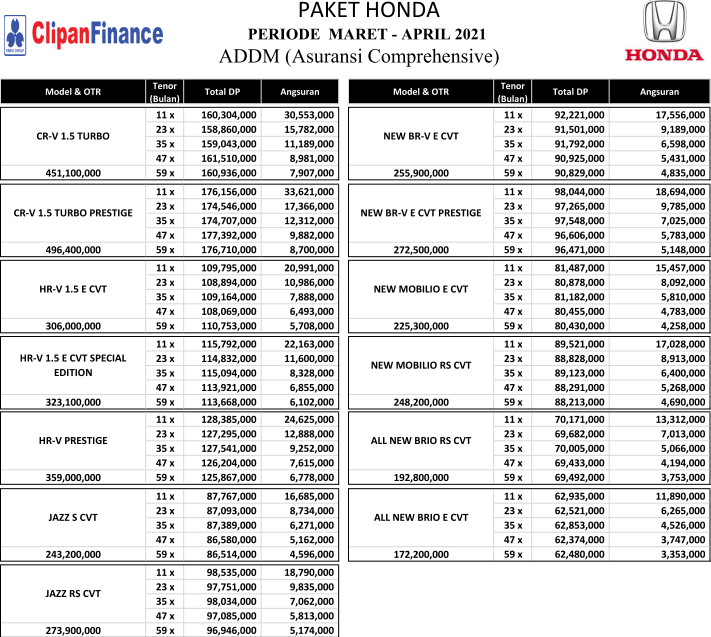 PANIN GROUP
ClipanFinance
PAKET HONDA
PERIODE MARET - APRIL 2021
ADDM (Asuransi Comprehensive)
HONDA
Model & OTR Tenor (Bulan) Total DP Angsuran
CR-V 1.5 TURBO
11 x 160,304,000 30,553,000
23 x 158,860,000 15,782,000
35 x 159,043,000 11,189,000
47 x 161,510,000 8,981,000
451,100,000 59 x 160,936,000 7,907,000
CR-V 1.5 TURBO PRESTIGE
11 x 176,156,000 33,621,000
23 x 174,546,000 17,366,000
35 x 174,707,000 12,312,000
47 x 177,392,000 9,882,000
496,400,000 59 x 176,710,000 8,700,000
HR-V 1.5 E CVT
11 x 109,795,000 20,991,000
23 x 108,894,000 10,986,000
35 x 109,164,000 7,888,000
47 x 108,069,000 6,493,000
306,000,000 59 x 110,753,000 5,708,000
HR-V 1.5 E CVT SPECIAL
EDITION
11 x 115,792,000 22,163,000
23 x 114,832,000 11,600,000
35 x 115,094,000 8,328,000
47 x 113,921,000 6,855,000
323,100,000 59 x 113,668,000 6,102,000
HR-V PRESTIGE
11 x 128,385,000 24,625,000
23 x 127,295,000 12,888,000
35 x 127,541,000 9,252,000
47 x 126,204,000 7,615,000
359,000,000 59 x 125,867,000 6,778,000
JAZZ S CVT
11 x 87,767,000 16,685,000
23 x 87,093,000 8,734,000
35 x 87,389,000 6,271,000
47 x 86,580,000 5,162,000
243,200,000 59 x 86,514,000 4,596,000
JAZZ RS CVT
11 x 98,535,000 18,790,000
23 x 97,751,000 9,835,000
35 x 98,034,000 7,062,000
47 x 97,085,000 5,813,000
273,900,000 59 x 96,946,000 5,174,000
Model & OTR Tenor (Bulan) Total DP Angsuran
NEW BR-V E CVT
11 x 92,221,000 17,556,000
23 x 91,501,000 9,189,000
35 x 91,792,000 6,598,000
47 x 90,925,000 5,431,000
255,900,000 59 x 90,829,000 4,835,000
NEW BR-V E CVT PRESTIGE
11 x 98,044,000 18,694,000
23 x 97,265,000 9,785,000
35 x 97,548,000 7,025,000
47 x 96,606,000 5,783,000
272,500,000 59 x 96,471,000 5,148,000
NEW MOBILIO E CVT
11 x 81,487,000 15,457,000
23 x 80,878,000 8,092,000
35 x 81,182,000 5,810,000
47 x 80,455,000 4,783,000
225,300,000 59 x 80,430,000 4,258,000
NEW MOBILIO RS CVT
11 x 89,521,000 17,028,000
23 x 88,828,000 8,913,000
35 x 89,123,000 6,400,000
47 x 88,291,000 5,268,000
248,200,000 59 x 88,213,000 4,690,000
ALL NEW BRIO RS CVT
11 x 70,171,000 13,312,000
23 x 69,682,000 7,013,000
35 x 70,005,000 5,066,000
47 x 69,433,000 4,194,000
192,800,000 59 x 69,492,000 3,753,000
ALL NEW BRIO E CVT
11 x 62,935,000 11,890,000
23 x 62,521,000 6,265,000
35 x 62,853,000 4,526,000
47 x 62,374,000 3,747,000
172,200,000 59 x 62,480,000 3,353,000